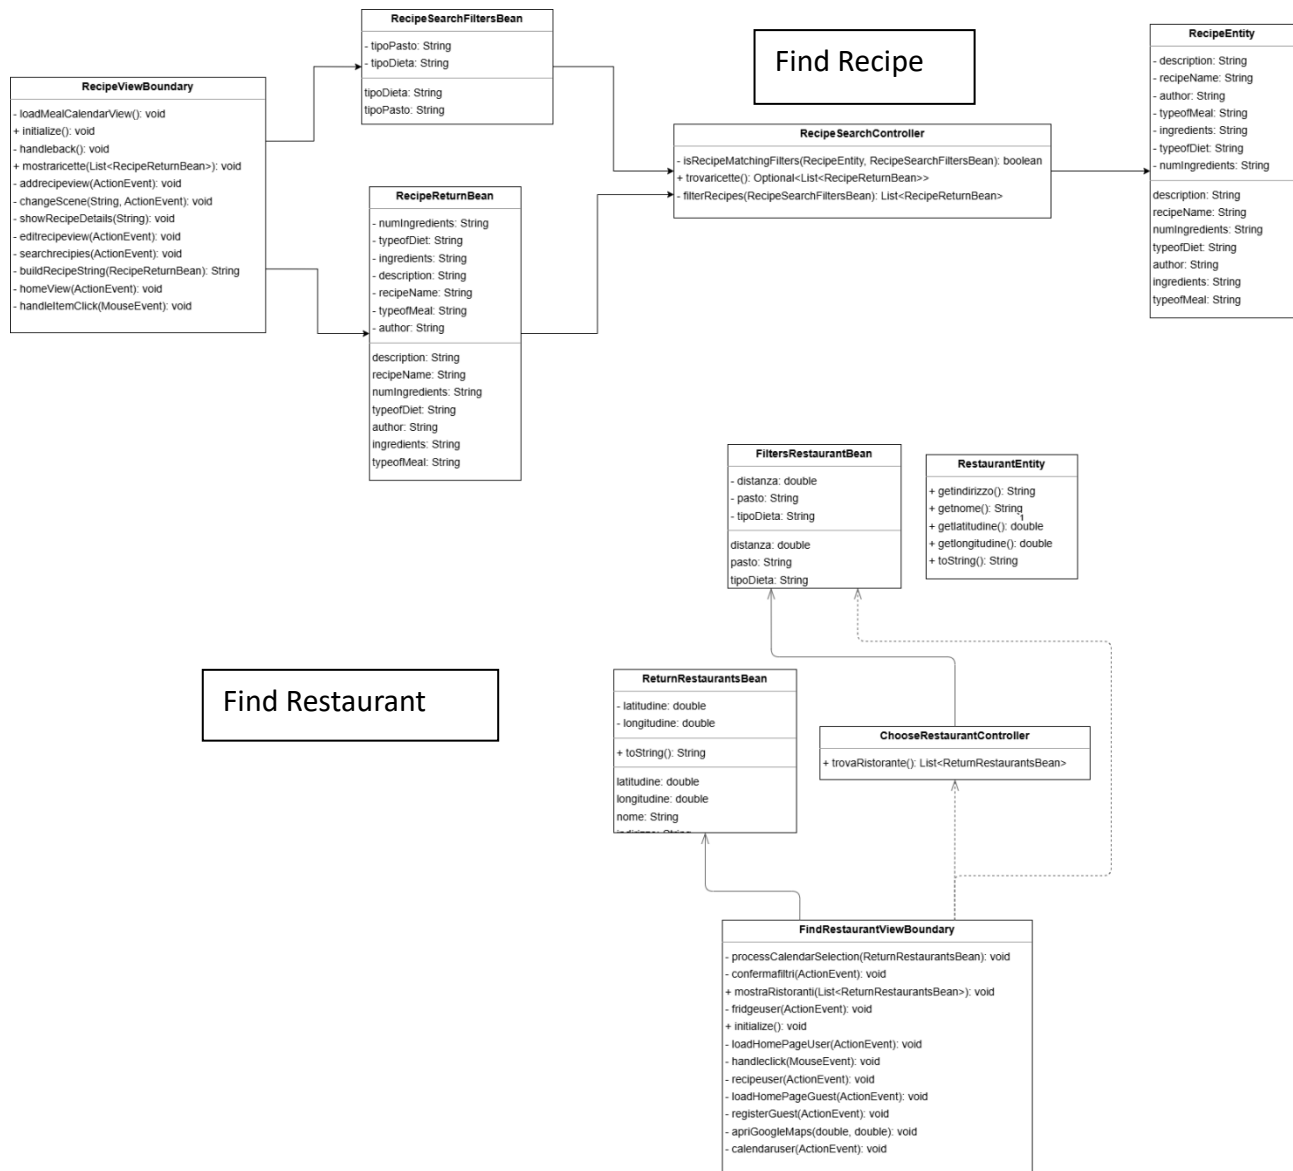 RecipeSearchFiltersBean
- tipoPasto: String
- tipoDieta: String
tipoDieta: String
tipoPasto: String
Find Recipe
RecipeEntity
- description: String
- recipeName: String
- author: String
- typeofMeal: String
- ingredients: String
- typeofDiet: String
- numIngredients: String
description: String
recipeName: String
numIngredients: String
typeofDiet: String
author: String
ingredients: String
typeofMeal: String
RecipeViewBoundary
- loadMealCalendarView(): void
+ initialize(): void
- handleback(): void
+ mostraricette(List<RecipeReturnBean>): void
- addrecipeview(ActionEvent): void
- changeScene(String, ActionEvent): void
- showRecipeDetails(String): void
- editrecipeview(ActionEvent): void
- searchrecipies(ActionEvent): void
- buildRecipeString(RecipeReturnBean): String
- homeView(ActionEvent): void
- handleItemClick(MouseEvent): void
RecipeSearchController
- isRecipeMatchingFilters(RecipeEntity, RecipeSearchFiltersBean): boolean
+ trovaricette(): Optional<List<RecipeReturnBean>>
- filterRecipes(RecipeSearchFiltersBean): List<RecipeReturnBean>
RecipeReturnBean
- numIngredients: String
- typeofDiet: String
- ingredients: String
- description: String
- recipeName: String
- typeofMeal: String
- author: String
description: String
recipeName: String
numIngredients: String
typeofDiet: String
author: String
ingredients: String
typeofMeal: String
FiltersRestaurantBean
- distanza: double
- pasto: String
- tipoDieta: String
distanza: double
pasto: String
tipoDieta: String
RestaurantEntity
+ getindirizzo(): String
+ getnome(): String
1
+ getlatitudine(): double
+ getlongitudine(): double
+ toString(): String
Find Restaurant
ReturnRestaurantsBean
- latitudine: double
- longitudine: double
+ toString(): String
latitudine: double
longitudine: double
nome: String
indirizzo: String
ChooseRestaurantController
+ trovaRistorante(): List<ReturnRestaurantsBean>
FindRestaurantViewBoundary
- processCalendarSelection(ReturnRestaurantsBean): void
- confermafiltri(ActionEvent): void
+ mostraRistoranti(List<ReturnRestaurantsBean>): void
- fridgeuser(ActionEvent): void
+ initialize(): void
- loadHomePageUser(ActionEvent): void
- handleclick(MouseEvent): void
- recipeuser(ActionEvent): void
- loadHomePageGuest(ActionEvent): void
- registerGuest(ActionEvent): void
- apriGoogleMaps(double, double): void
- calendaruser(ActionEvent): void